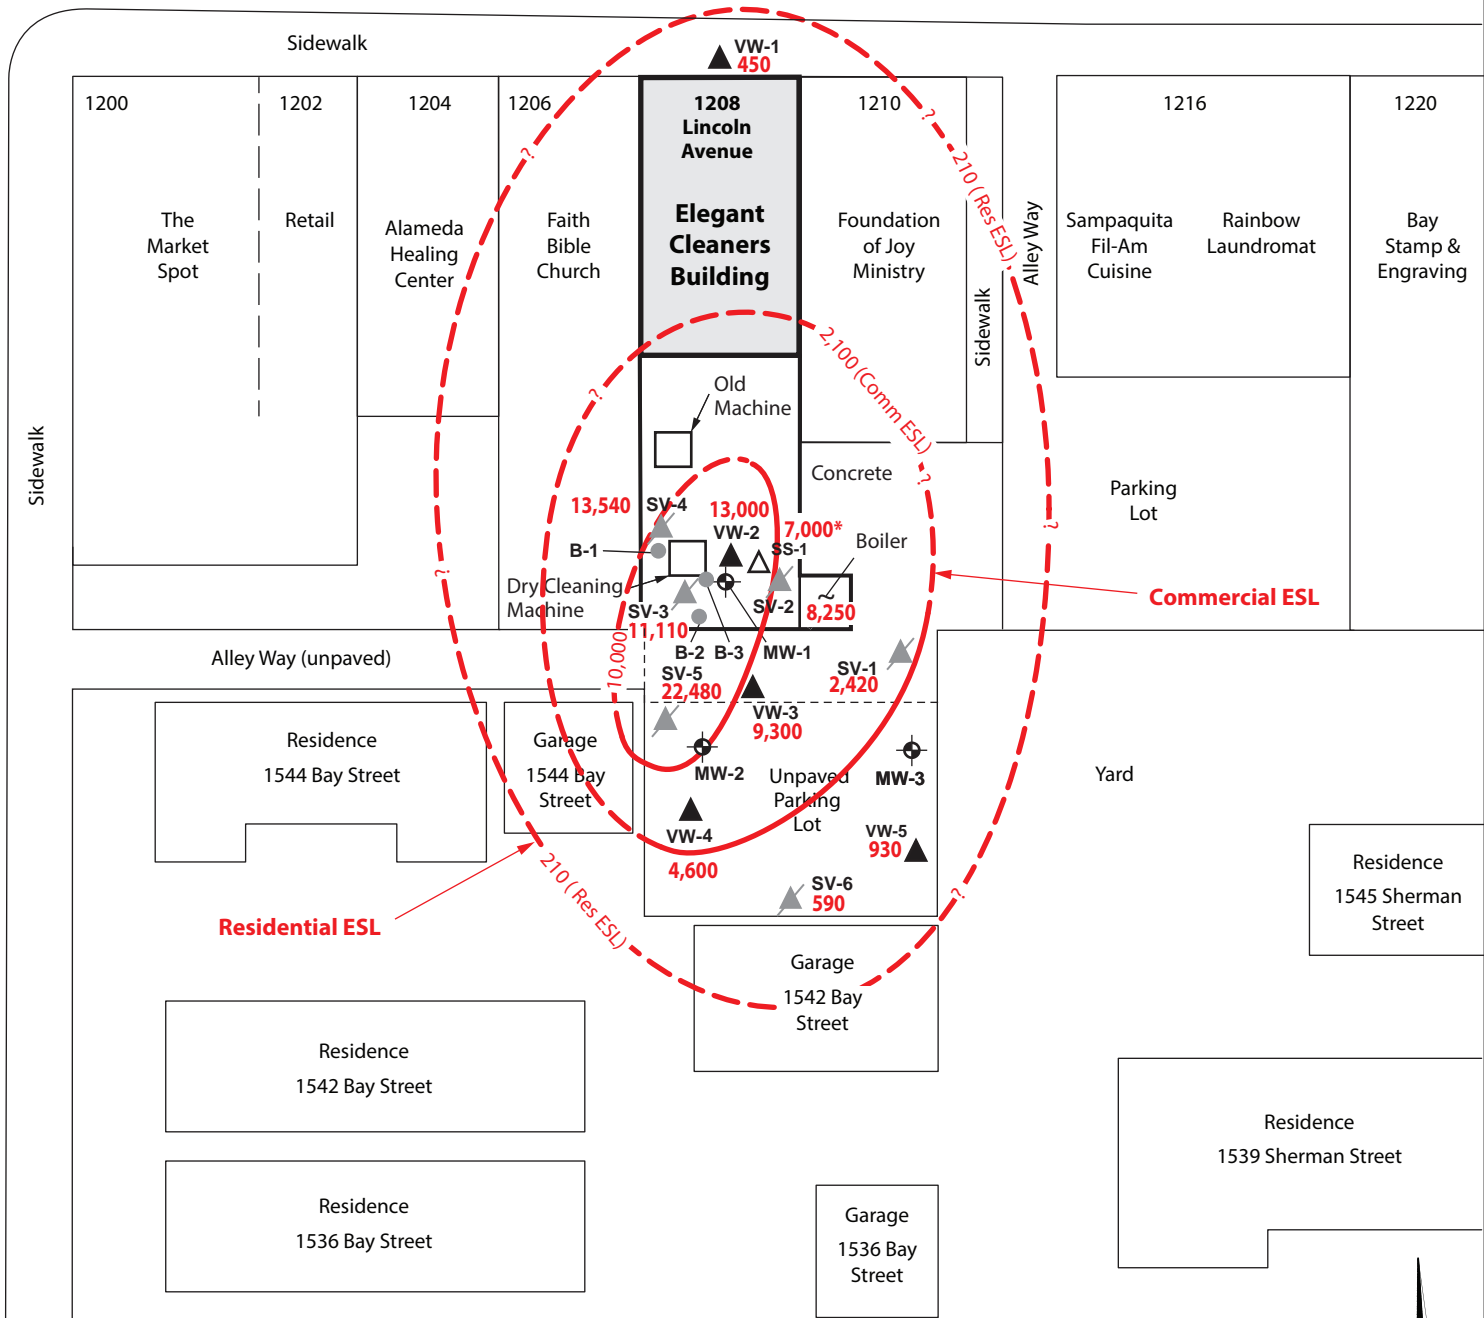 Sidewalk
VW-1
450
1200
1202
1204
1206
1208
Lincoln
Avenue
1210
1216
1220
?
?
210 ( Res ESL)
The
Market
Spot
Retail
Alameda
Healing
Center
Faith
Bible
Church
Elegant
Cleaners
Building
Foundation
of Joy
Ministry
Sidewalk
Alley Way
Sampaquita
Fil-Am
Cuisine
Rainbow
Laundromat
Bay
Stamp &
Engraving
Sidewalk
2,100 (Comm ESL)
?
?
Old
Machine
Concrete
Parking
Lot
13,540
SV-4
13,000
VW-2
7,000*
SS-1
Boiler
?
B-1
Dry Cleaning
Machine
?
SV-3
11,110
SV-2
~
8,250
Commercial ESL
B-2
B-3
MW-1
10,000
Alley Way (unpaved)
SV-5
22,480
SV-1
2,420
VW-3
9,300
Residence
1544 Bay Street
Garage
1544 Bay
Street
MW-2
Unpaved
Parking
Lot
MW-3
Yard
VW-4
4,600
VW-5
930
SV-6
590
?
210 ( Res ESL)
Residential ESL
Residence
1545 Sherman
Street
Garage
1542 Bay
Street
Residence
1542 Bay Street
Residence
1539 Sherman Street
Residence
1536 Bay Street
Garage
1536 Bay
Street